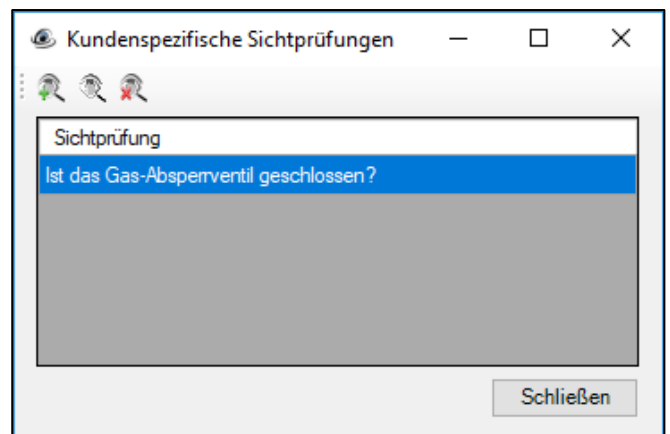 Kundenspezifische Sichtprüfungen
Sichtprüfung
Ist das Gas-Absperrventil geschlossen?
Schließen